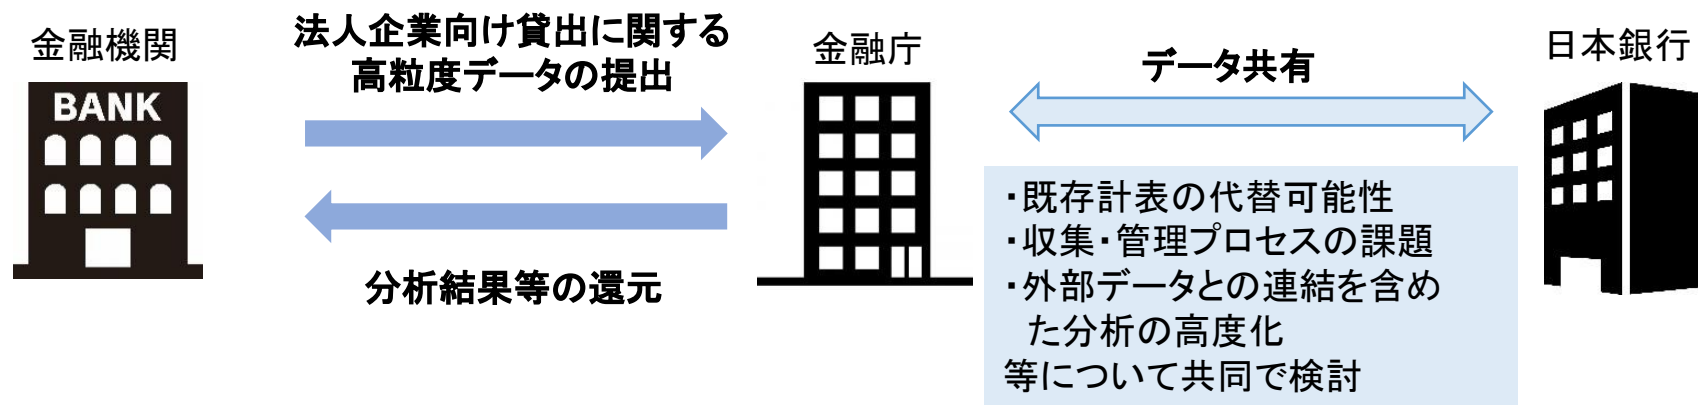 金融機関
BANK
法人企業向け貸出に関する
高粒度データの提出
分析結果等の還元
金融庁
データ共有
・既存計表の代替可能性
・収集・管理プロセスの課題
・外部データとの連結を含め
た分析の高度化
等について共同で検討
日本銀行